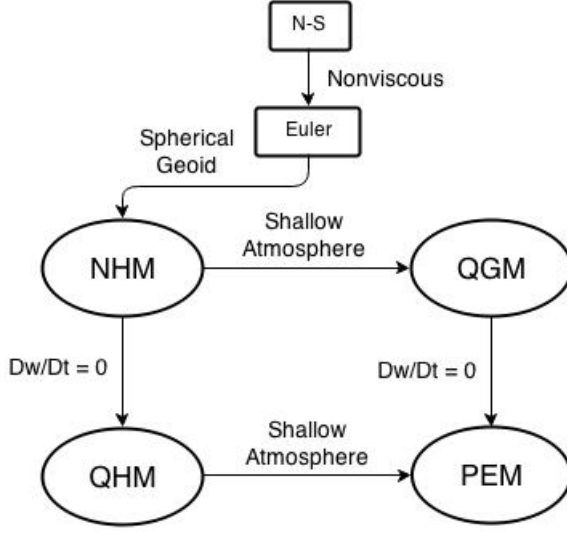 N-S
Nonviscous
Euler
Spherical
Geoid
Shallow
Atmosphere
NHM
QGM
Dw/Dt = 0
Dw/Dt = 0
Shallow
Atmosphere
QHM
PEM